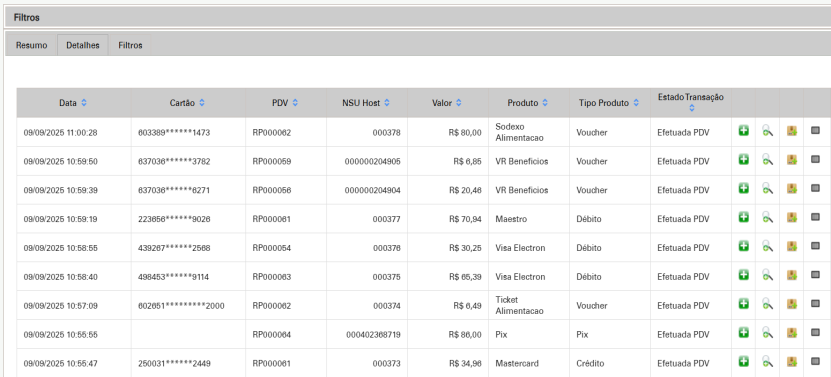 Filtros
Resumo Detalhes Filtros
Data Cartão PDV NSU Host Valor Produto Tipo Produto Estado Transação
09/09/2025 11:00:28 603389******1473 RP000062 000378 R$ 80,00 Sodexo Alimentacao Voucher Efetuada PDV
09/09/2025 10:59:50 637036******3782 RP000059 000000204905 R$ 6,85 VR Beneficios Voucher Efetuada PDV
09/09/2025 10:59:39 637036******6271 RP000056 000000204904 R$ 20,46 VR Beneficios Voucher Efetuada PDV
09/09/2025 10:59:19 223656******9026 RP000061 000377 R$ 70,94 Maestro Débito Efetuada PDV
09/09/2025 10:58:55 439267******2568 RP000054 000376 R$ 30,25 Visa Electron Débito Efetuada PDV
09/09/2025 10:58:40 498453******9114 RP000063 000375 R$ 65,39 Visa Electron Débito Efetuada PDV
09/09/2025 10:57:09 602651*********2000 RP000062 000374 R$ 6,49 Ticket Alimentacao Voucher Efetuada PDV
09/09/2025 10:55:55 RP000064 000402368719 R$ 86,00 Pix Pix Efetuada PDV
09/09/2025 10:55:47 250031******2449 RP000061 000373 R$ 34,96 Mastercard Crédito Efetuada PDV